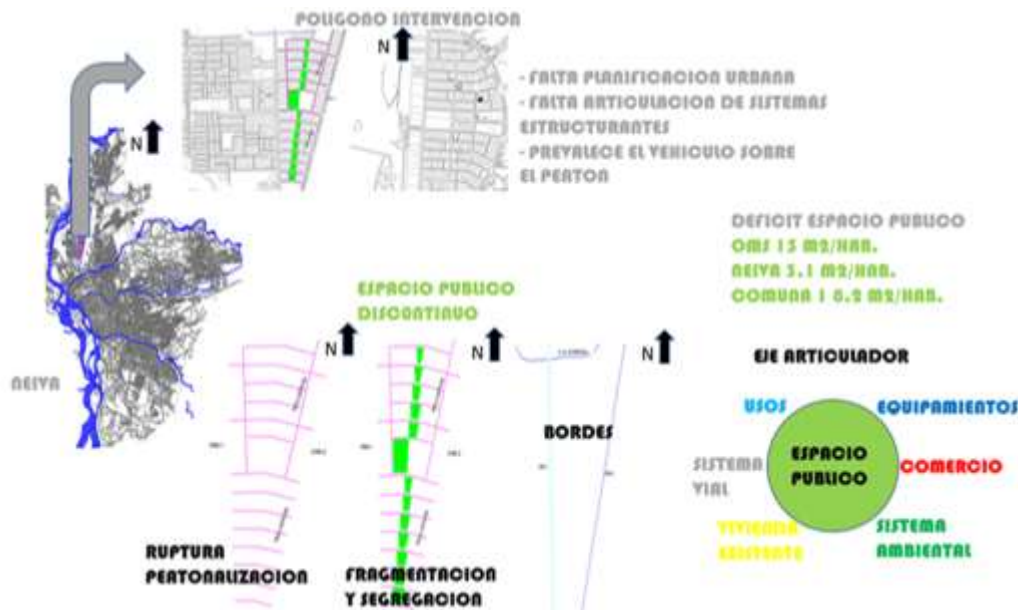 POLIGONO INTERVENCION
N
N
- FALTA PLANIFICACION URBANA
- FALTA ARTICULACION DE SISTEMAS
ESTRUCTURANTES
- PREVALECE EL VEHICULO SOBRE
EL PEATON
DEFICIT ESPACIO PUBLICO
OMS 15 M2/HAB.
NEIVA 3.1 M2/HAB.
COMUNA 1 8.2 M2/HAB.
NEIVA
ESPACIO PUBLICO
DISCONTINUO
N
N
N
RUPTURA
PEATONALIZACION
FRAGMENTACION
Y SEGREGACION
BORDES
EJE ARTICULADOR
USOS
EQUIPAMIENTOS
SISTEMA
VIAL
ESPACIO
PUBLICO
COMERCIO
VIVIENDA
EXISTENTE
SISTEMA
AMBIENTAL